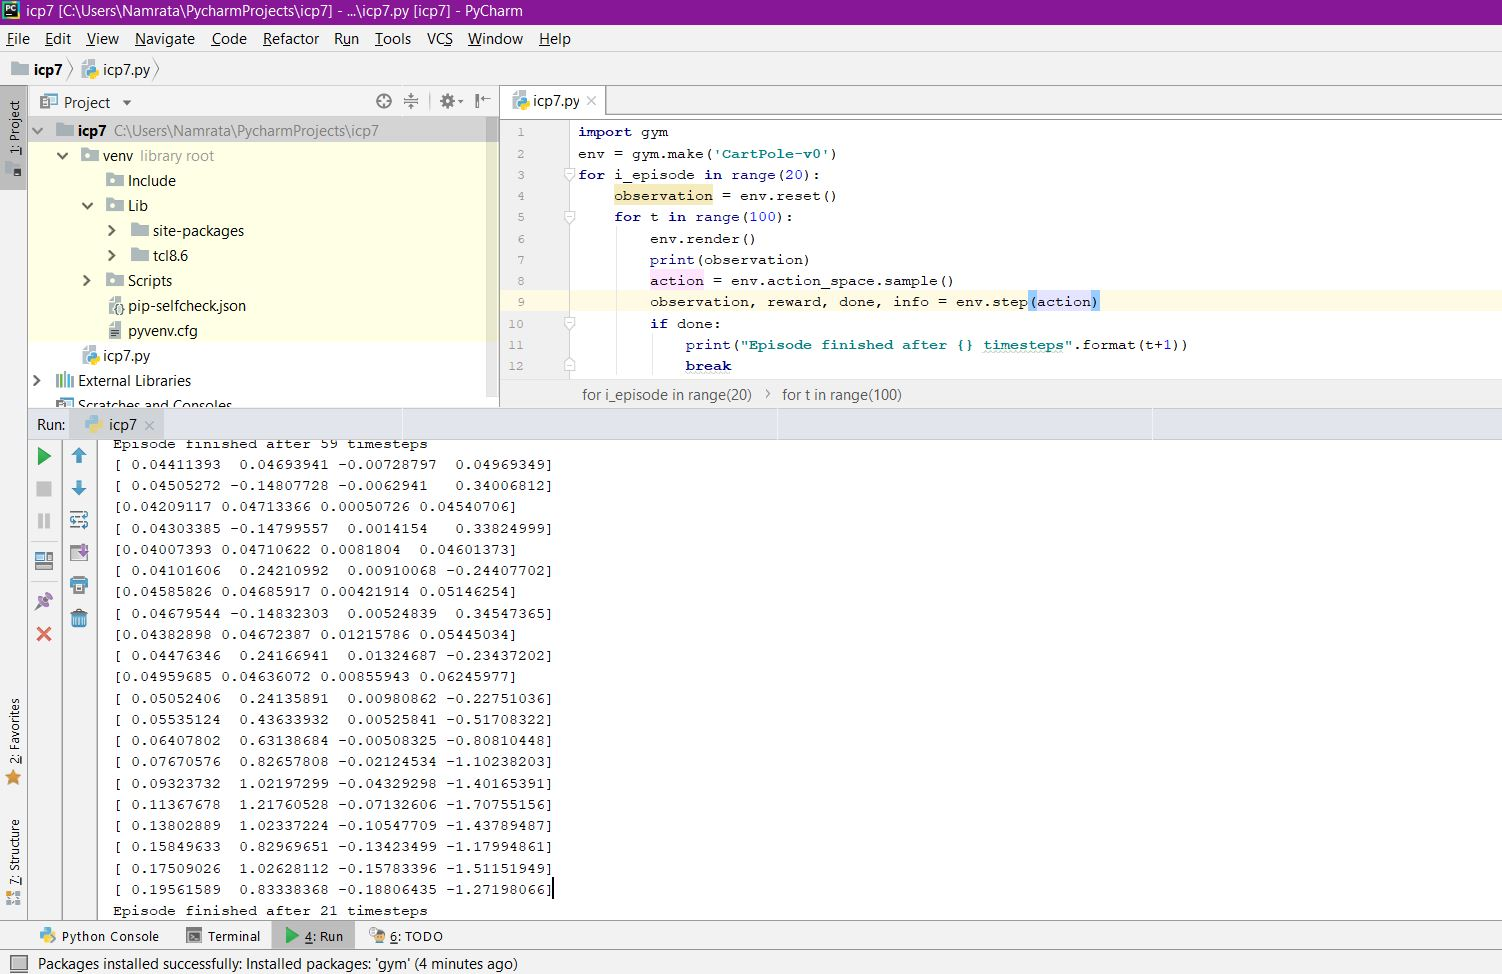 icp7 [C:\Users\Namrata\PycharmProjects\icp7] - ...\icp7.py [icp7] - PyCharm
File Edit View Navigate Code Refactor Run Tools VCS Window Help
icp7 icp7.py
1: Project
Project
icp7 C:\Users\Namrata\PycharmProjects\icp7
venv library root
Include
Lib
site-packages
tcl8.6
Scripts
pip-selfcheck.json
pyvenv.cfg
icp7.py
External Libraries
Scratches and Consoles
icp7.py
1 import gym
2 env = gym.make('CartPole-v0')
3 for i_episode in range(20):
4 observation = env.reset()
5 for t in range(100):
6 env.render()
7 print(observation)
8 action = env.action_space.sample()
9 observation, reward, done, info = env.step(action)
10 if done:
11 print("Episode finished after {} timesteps".format(t+1))
12 break
for i_episode in range(20) for t in range(100)
Run: icp7
Episode finished after 59 timesteps
[ 0.04411393  0.04693941 -0.00728797  0.04969349]
[ 0.04505272 -0.14807728 -0.0062941   0.34006812]
[0.04209117 0.04713366 0.00050726 0.04540706]
[ 0.04303385 -0.14799557  0.0014154   0.33824999]
[0.04007393 0.04710622 0.0081804  0.04601373]
[ 0.04101606  0.24210992  0.00910068 -0.24407702]
[0.04585826 0.04685917 0.00421914 0.05146254]
[ 0.04679544 -0.14832303  0.00524839  0.34547365]
[0.04382898 0.04672387 0.01215786 0.05445034]
[ 0.04476346  0.24166941  0.01324687 -0.23437202]
[0.04959685 0.04636072 0.00855943 0.06245977]
[ 0.05052406  0.24135891  0.00980862 -0.22751036]
[ 0.05535124  0.43633932  0.00525841 -0.51708322]
[ 0.06407802  0.63138684 -0.00508325 -0.80810448]
[ 0.07670576  0.82657808 -0.02124534 -1.10238203]
[ 0.09323732  1.02197299 -0.04329298 -1.40165391]
[ 0.11367678  1.21760528 -0.07132606 -1.70755156]
[ 0.13802889  1.02337224 -0.10547709 -1.43789487]
[ 0.15849633  0.82969651 -0.13423499 -1.17994861]
[ 0.17509026  1.02628112 -0.15783396 -1.51151949]
[ 0.19561589  0.83338368 -0.18806435 -1.27198066]
Episode finished after 21 timesteps
2: Favorites
7: Structure
Python Console Terminal 4: Run 6: TODO
Packages installed successfully: Installed packages: 'gym' (4 minutes ago)